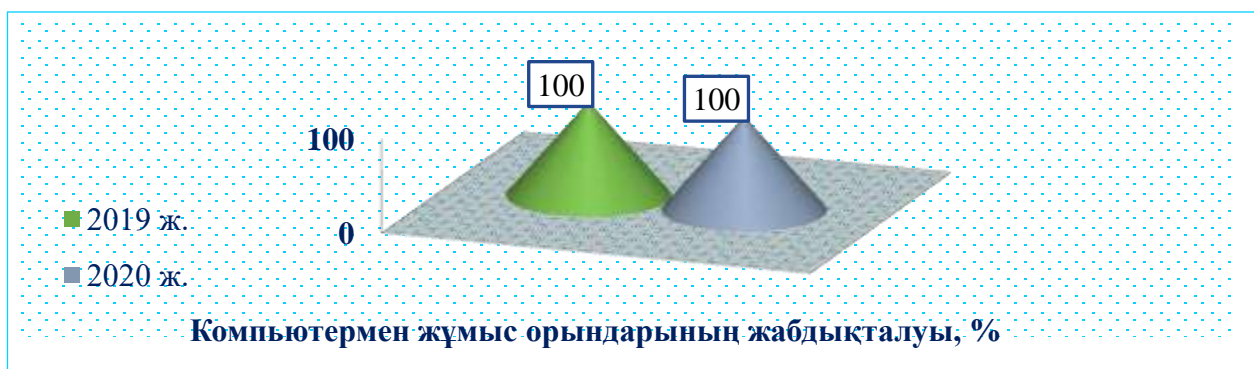 100
100
100
0
2019 ж.
2020 ж.
Компьютермен жұмыс орындарының жабдықталуы, %